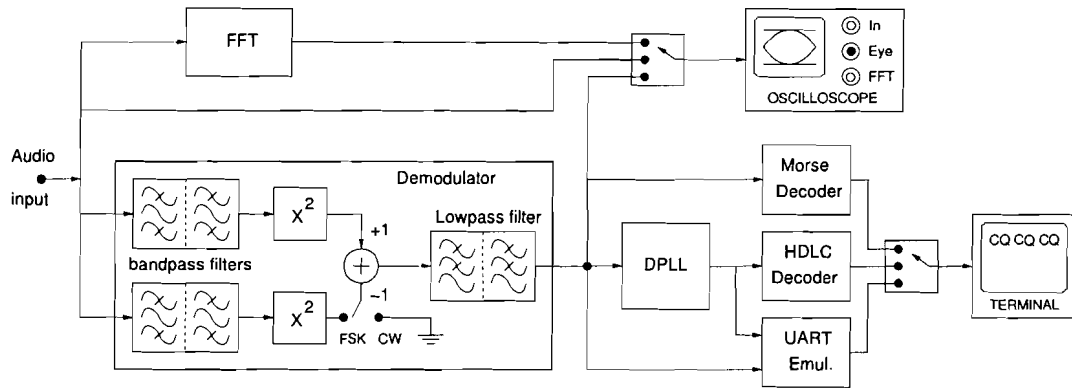 FFT
In
Eye
FFT
OSCILLOSCOPE
Audio
input
Demodulator
X²
+1
Lowpass filter
bandpass filters
+
−1
X²
FSK
CW
DPLL
Morse
Decoder
HDLC
Decoder
UART
Emul.
CQ CQ CQ
TERMINAL